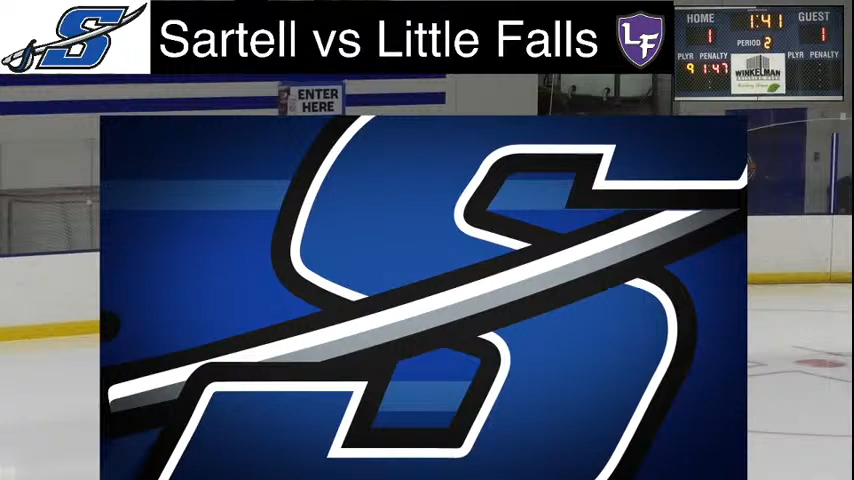 Sartell vs Little Falls
S
LF
HOME 1:41 GUEST
1 PERIOD 2 1
PLYR PENALTY PLYR PENALTY
9 1:47
WINKELMAN
ENTER
HERE
S